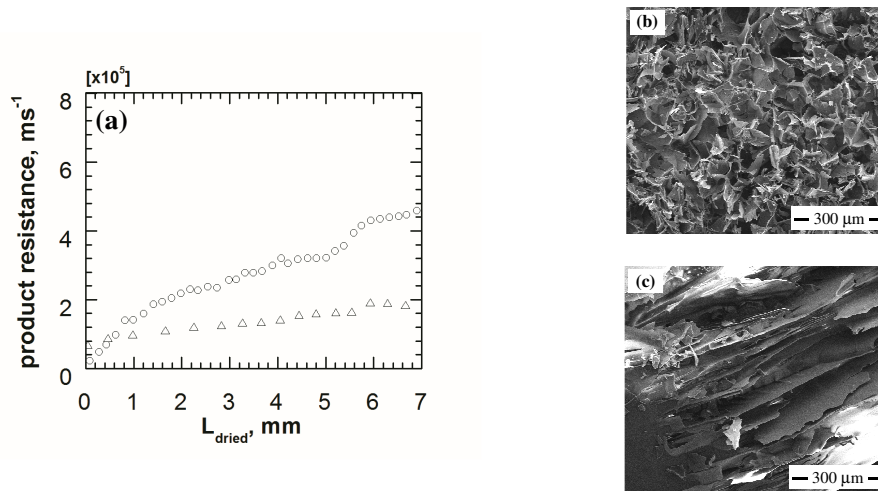 [x10⁵]
8
(a)
6
4
2
0
0 1 2 3 4 5 6 7
product resistance, ms⁻¹
L_dried, mm
(b)
300 µm
(c)
300 µm